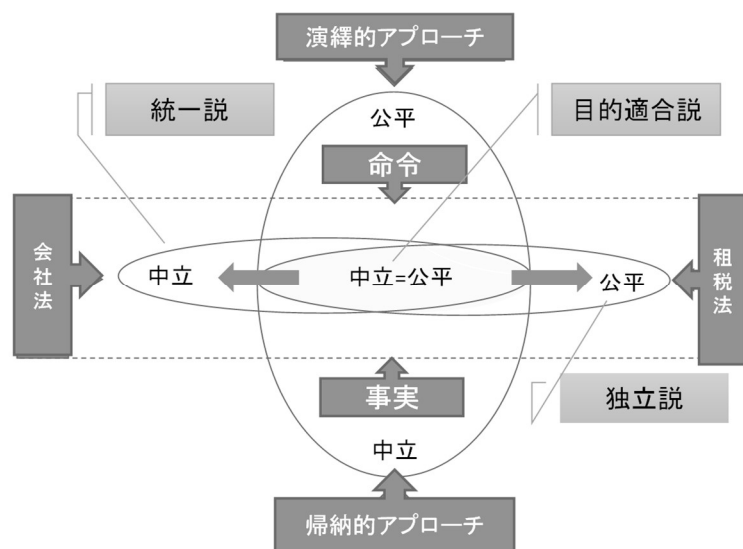 演繹的アプローチ
統一説
目的適合説
公平
命令
会社法
租税法
中立
中立=公平
公平
事実
独立説
中立
帰納的アプローチ